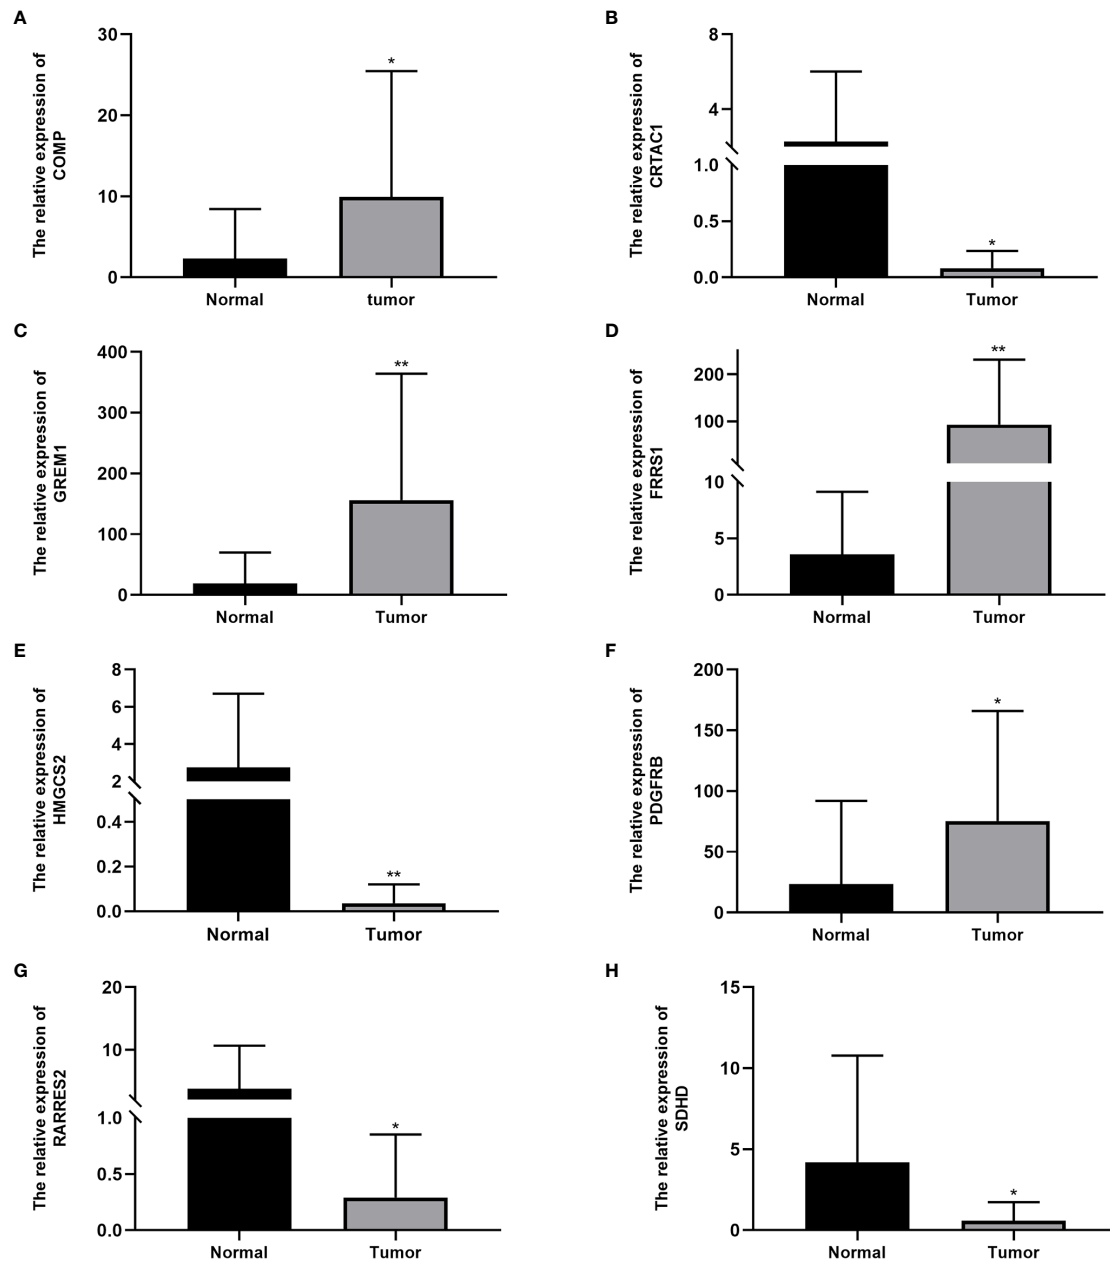 A
The relative expression of
COMP
30
20
10
0
*
Normal
tumor
B
The relative expression of
CRTAC1
8
4
1.0
0.5
0.0
*
Normal
Tumor
C
The relative expression of
GREM1
400
300
200
100
0
**
Normal
Tumor
D
The relative expression of
FRRS1
200
100
10
5
0
**
Normal
Tumor
E
The relative expression of
HMGCS2
8
6
4
2
0.4
0.2
0.0
**
Normal
Tumor
F
The relative expression of
PDGFRB
200
150
100
50
0
*
Normal
Tumor
G
The relative expression of
RARRES2
20
10
1.0
0.5
0.0
*
Normal
Tumor
H
The relative expression of
SDHD
15
10
5
0
*
Normal
Tumor